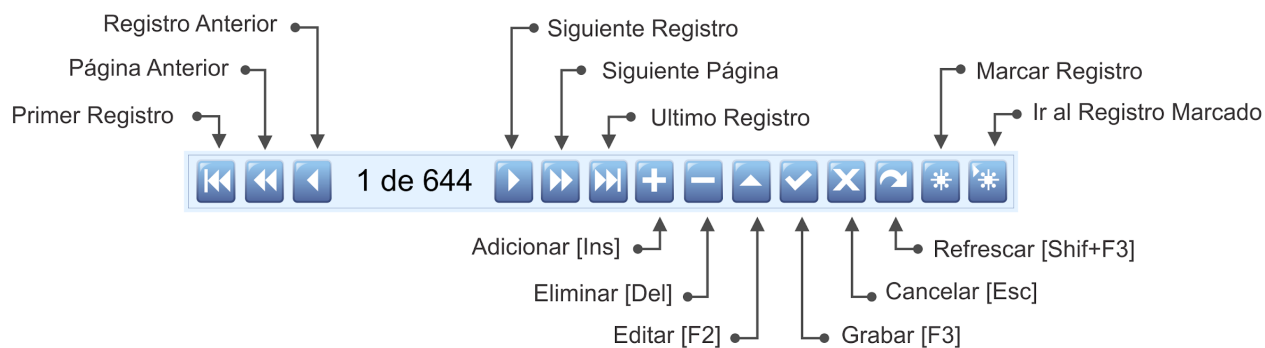 Registro Anterior
Siguiente Registro
Página Anterior
Siguiente Página
Marcar Registro
Primer Registro
Ultimo Registro
Ir al Registro Marcado
1 de 644
Adicionar [Ins]
Refrescar [Shif+F3]
Eliminar [Del]
Cancelar [Esc]
Editar [F2]
Grabar [F3]